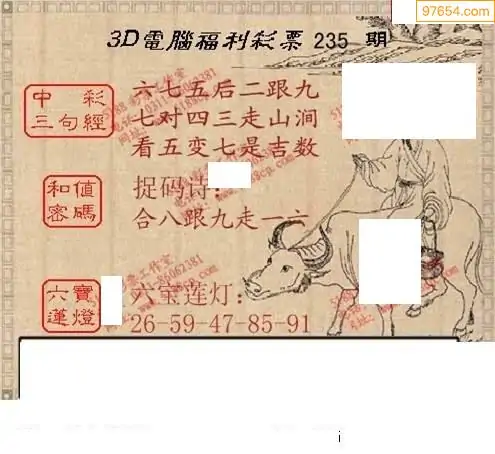 97654.com
3D電腦福利彩票 235 期
中彩
三句經
六七五后二跟九
七对四三走山涧
看五变七是吉数
和值
密碼
捉码诗:
合八跟九走一六
六寶
蓮燈
六宝莲灯:
26-59-47-85-91
i